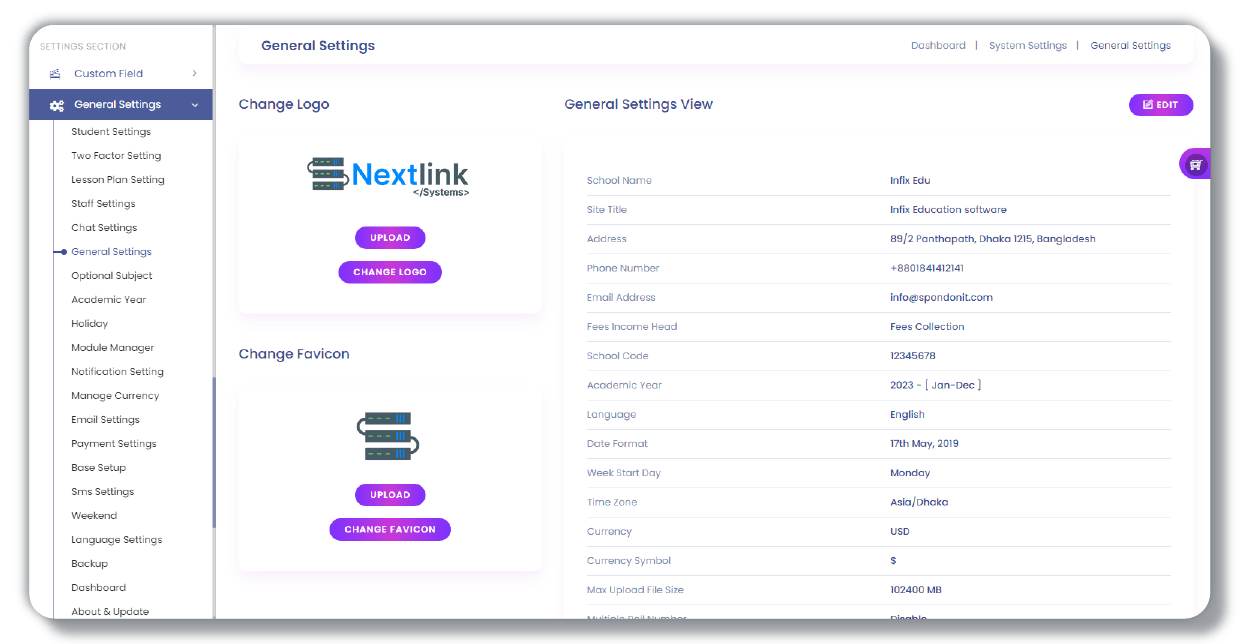 SETTINGS SECTION
Custom Field
General Settings
Student Settings
Two Factor Setting
Lesson Plan Setting
Staff Settings
Chat Settings
General Settings
Optional Subject
Academic Year
Holiday
Module Manager
Notification Setting
Manage Currency
Email Settings
Payment Settings
Base Setup
Sms Settings
Weekend
Language Settings
Backup
Dashboard
About & Update
General Settings
Dashboard | System Settings | General Settings
Change Logo
Nextlink
</Systems>
UPLOAD
CHANGE LOGO
Change Favicon
UPLOAD
CHANGE FAVICON
General Settings View
EDIT
School Name Infix Edu
Site Title Infix Education software
Address 89/2 Panthapath, Dhaka 1215, Bangladesh
Phone Number +8801841412141
Email Address info@spondonit.com
Fees Income Head Fees Collection
School Code 12345678
Academic Year 2023 - [ Jan-Dec ]
Language English
Date Format 17th May, 2019
Week Start Day Monday
Time Zone Asia/Dhaka
Currency USD
Currency Symbol $
Max Upload File Size 102400 MB
Multiple Roll Number Disable